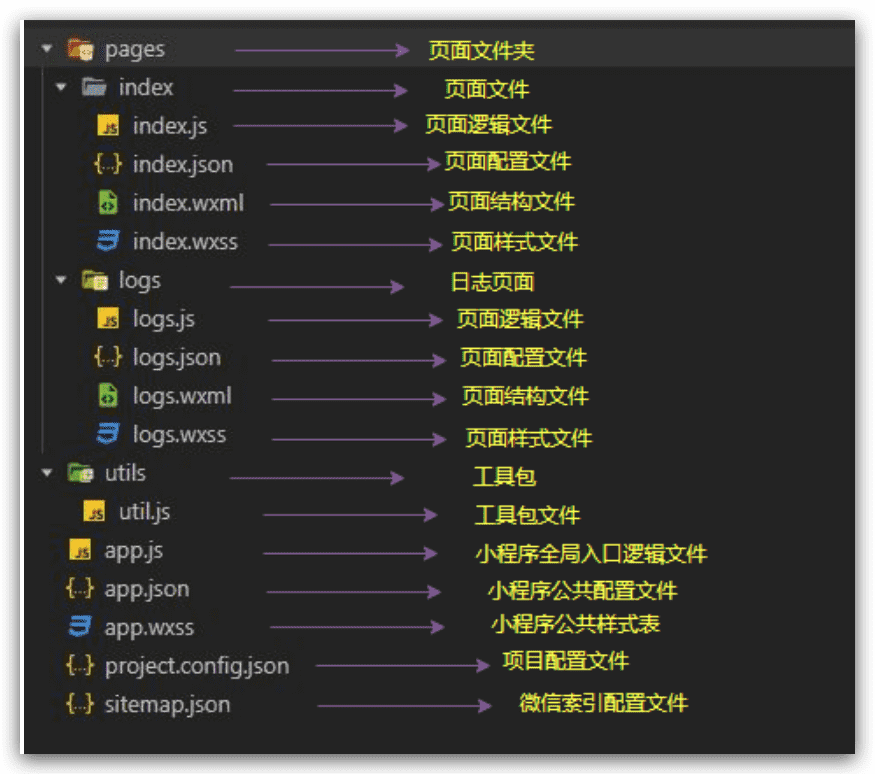 pages 页面文件夹
index 页面文件
index.js 页面逻辑文件
index.json 页面配置文件
index.wxml 页面结构文件
index.wxss 页面样式文件
logs 日志页面
logs.js 页面逻辑文件
logs.json 页面配置文件
logs.wxml 页面结构文件
logs.wxss 页面样式文件
utils 工具包
util.js 工具包文件
app.js 小程序全局入口逻辑文件
app.json 小程序公共配置文件
app.wxss 小程序公共样式表
project.config.json 项目配置文件
sitemap.json 微信索引配置文件